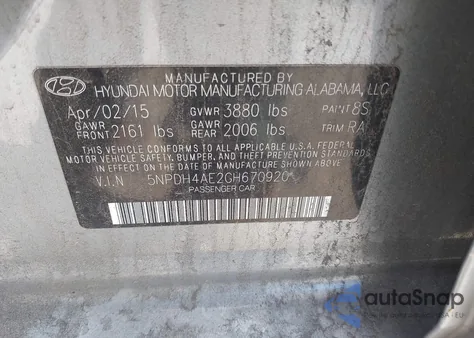 MANUFACTURED BY
HYUNDAI MOTOR MANUFACTURING ALABAMA, LLC
Apr/02/15 GVWR 3880 lbs PAINT 8S
GAWR FRONT 2161 lbs GAWR REAR 2006 lbs TRIM RA
THIS VEHICLE CONFORMS TO ALL APPLICABLE U.S.A FEDERAL
MOTOR VEHICLE SAFETY, BUMPER, AND THEFT PREVENTION
STANDARDS IN EFFECT ON THE DATE OF MANUFACTURE
SHOWN ABOVE.
V.I.N 5NPDH4AE2GH670920
PASSENGER CAR
autaSnap